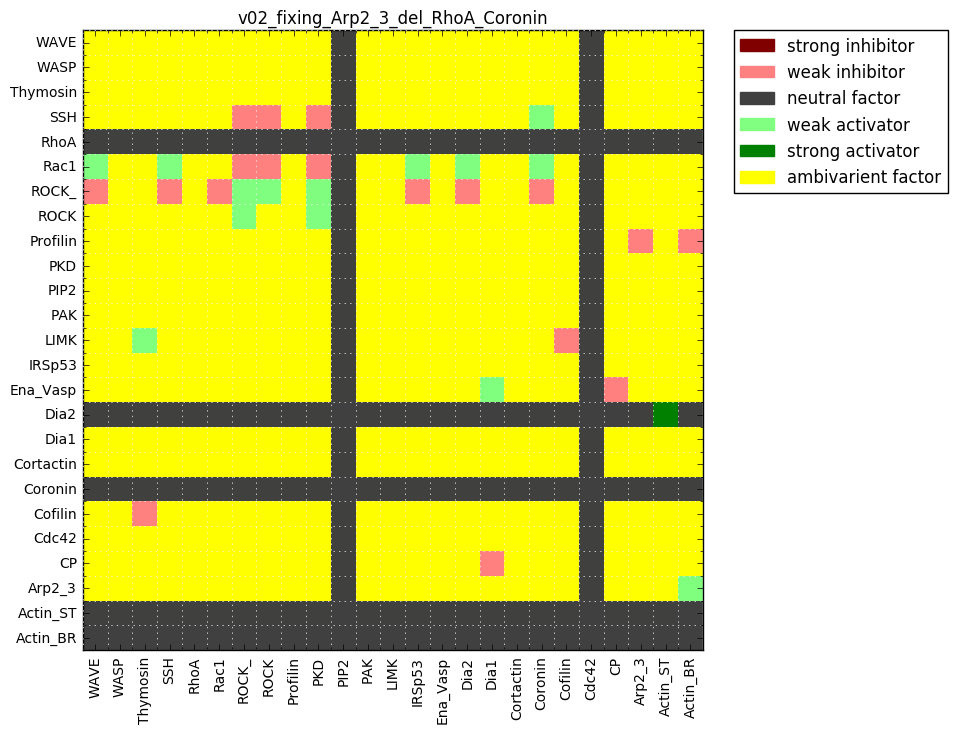 v02_fixing_Arp2_3_del_RhoA_Coronin
WAVE
WASP
Thymosin
SSH
RhoA
Rac1
ROCK_
ROCK
Profilin
PKD
PIP2
PAK
LIMK
IRSp53
Ena_Vasp
Dia2
Dia1
Cortactin
Coronin
Cofilin
Cdc42
CP
Arp2_3
Actin_ST
Actin_BR
WAVE
WASP
Thymosin
SSH
RhoA
Rac1
ROCK_
ROCK
Profilin
PKD
PIP2
PAK
LIMK
IRSp53
Ena_Vasp
Dia2
Dia1
Cortactin
Coronin
Cofilin
Cdc42
CP
Arp2_3
Actin_ST
Actin_BR
strong inhibitor
weak inhibitor
neutral factor
weak activator
strong activator
ambivarient factor